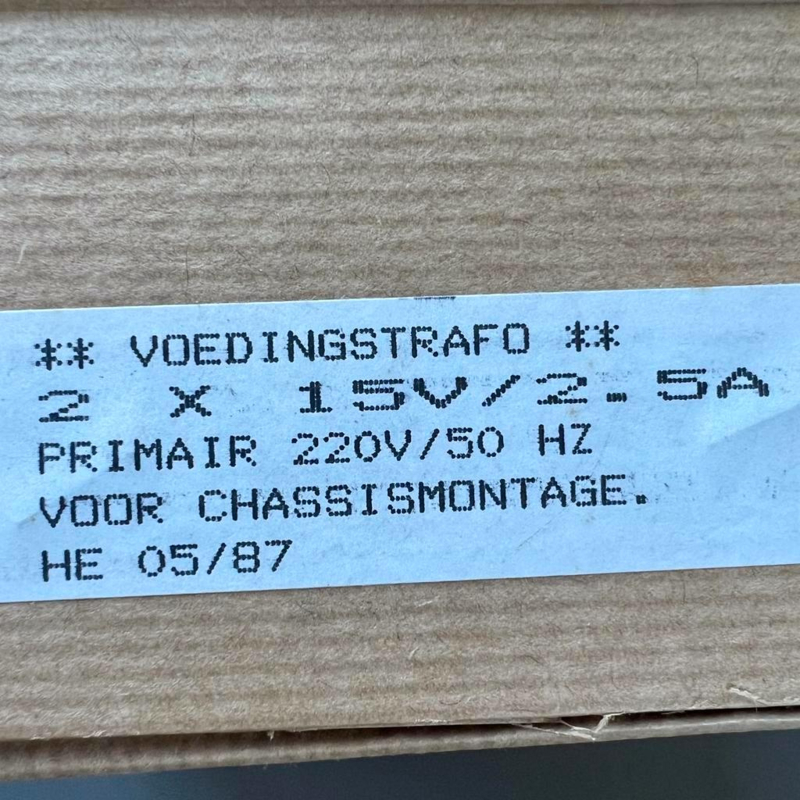 ** VOEDINGSTRAFO **
2 X 15V/2.5A
PRIMAIR 220V/50 HZ
VOOR CHASSISMONTAGE.
HE 05/87